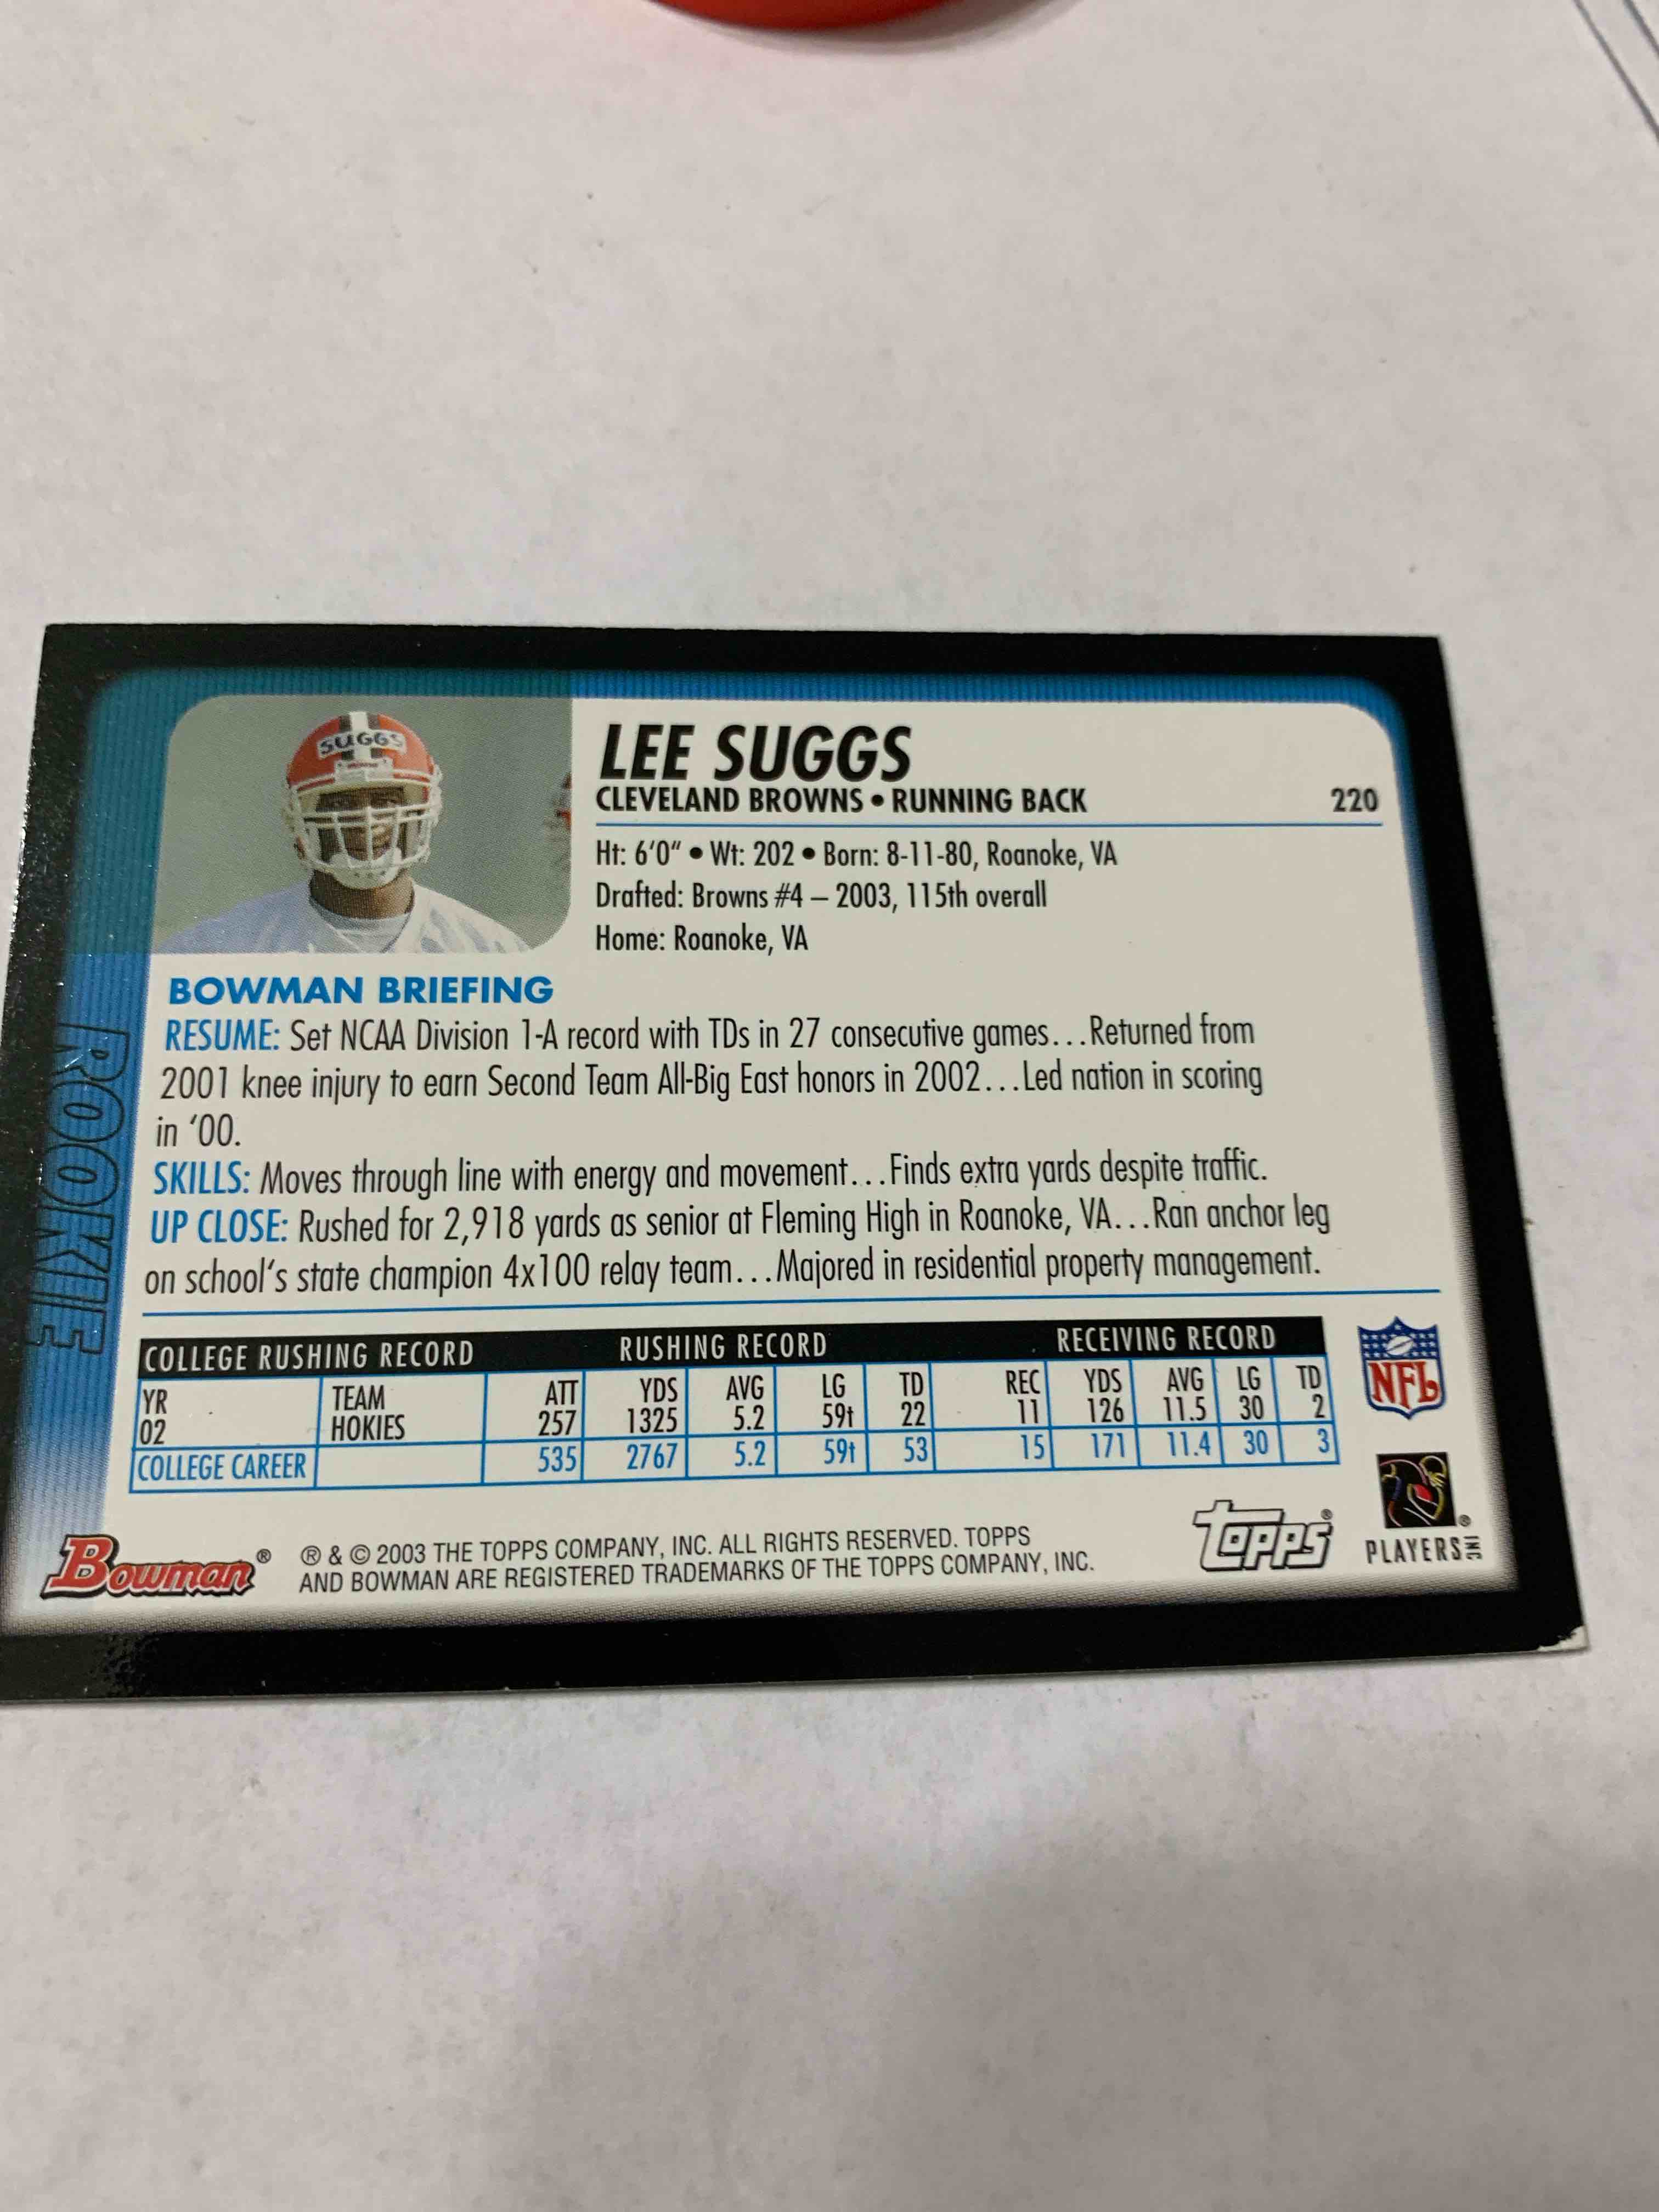 SUGGS
LEE SUGGS
CLEVELAND BROWNS • RUNNING BACK 220
Ht: 6'0" • Wt: 202 • Born: 8-11-80, Roanoke, VA
Drafted: Browns #4 – 2003, 115th overall
Home: Roanoke, VA
ROOKIE
BOWMAN BRIEFING
RESUME: Set NCAA Division 1-A record with TDs in 27 consecutive games...Returned from
2001 knee injury to earn Second Team All-Big East honors in 2002...Led nation in scoring
in '00.
SKILLS: Moves through line with energy and movement...Finds extra yards despite traffic.
UP CLOSE: Rushed for 2,918 yards as senior at Fleming High in Roanoke, VA...Ran anchor leg
on school's state champion 4x100 relay team...Majored in residential property management.
COLLEGE RUSHING RECORD RUSHING RECORD RECEIVING RECORD
YR TEAM ATT YDS AVG LG TD REC YDS AVG LG TD
02 HOKIES 257 1325 5.2 59t 22 11 126 11.5 30 2
COLLEGE CAREER 535 2767 5.2 59t 53 15 171 11.4 30 3
NFL
Bowman® ® & © 2003 THE TOPPS COMPANY, INC. ALL RIGHTS RESERVED. TOPPS
AND BOWMAN ARE REGISTERED TRADEMARKS OF THE TOPPS COMPANY, INC.
Topps®
PLAYERS INC ®